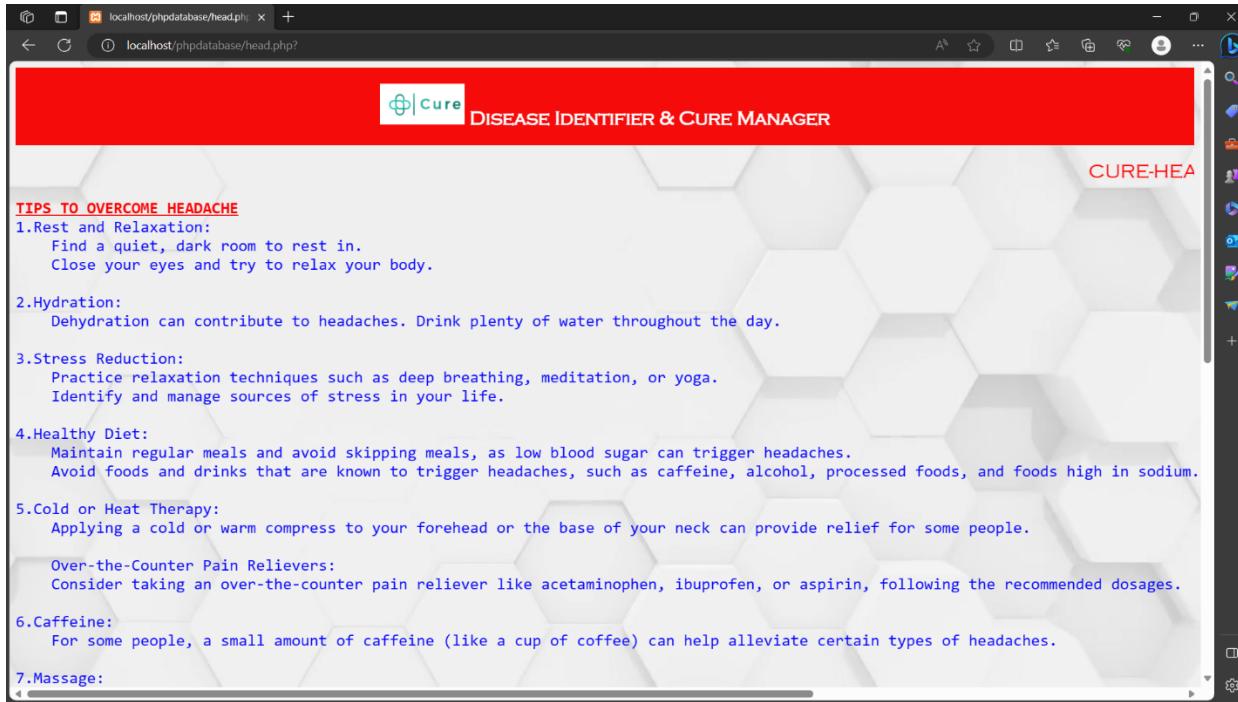 localhost/phpdatabase/head.php
localhost/phpdatabase/head.php?
Cure
DISEASE IDENTIFIER & CURE MANAGER
CURE-HEA
TIPS TO OVERCOME HEADACHE
1.Rest and Relaxation:
Find a quiet, dark room to rest in.
Close your eyes and try to relax your body.
2.Hydration:
Dehydration can contribute to headaches. Drink plenty of water throughout the day.
3.Stress Reduction:
Practice relaxation techniques such as deep breathing, meditation, or yoga.
Identify and manage sources of stress in your life.
4.Healthy Diet:
Maintain regular meals and avoid skipping meals, as low blood sugar can trigger headaches.
Avoid foods and drinks that are known to trigger headaches, such as caffeine, alcohol, processed foods, and foods high in sodium.
5.Cold or Heat Therapy:
Applying a cold or warm compress to your forehead or the base of your neck can provide relief for some people.
Over-the-Counter Pain Relievers:
Consider taking an over-the-counter pain reliever like acetaminophen, ibuprofen, or aspirin, following the recommended dosages.
6.Caffeine:
For some people, a small amount of caffeine (like a cup of coffee) can help alleviate certain types of headaches.
7.Massage: